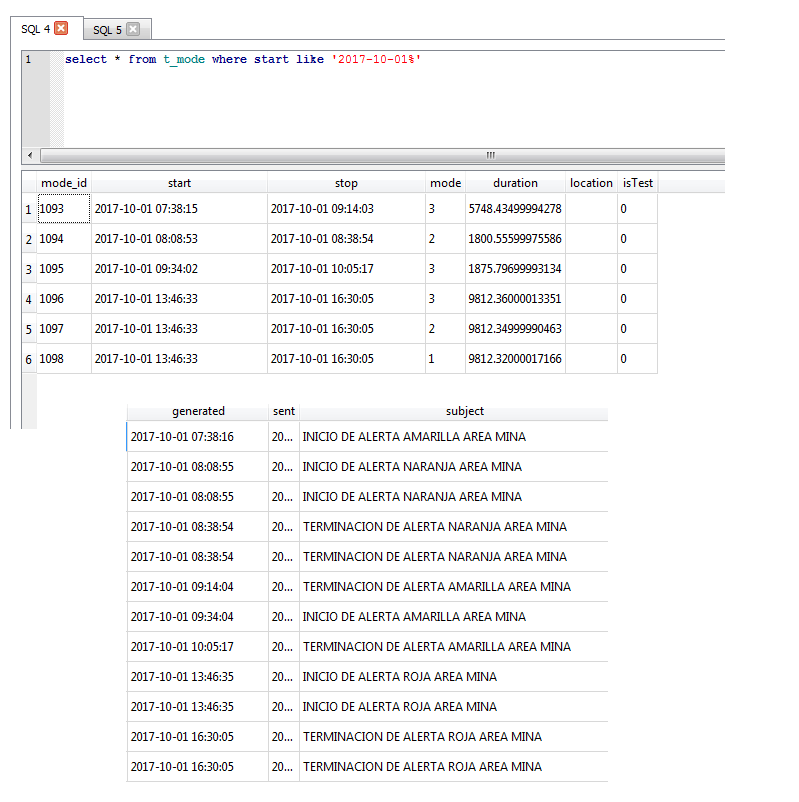 SQL 4 SQL 5
1 select * from t_mode where start like '2017-10-01%'
mode_id start stop mode duration location isTest
1 1093 2017-10-01 07:38:15 2017-10-01 09:14:03 3 5748.43499994278 0
2 1094 2017-10-01 08:08:53 2017-10-01 08:38:54 2 1800.55599975586 0
3 1095 2017-10-01 09:34:02 2017-10-01 10:05:17 3 1875.79699993134 0
4 1096 2017-10-01 13:46:33 2017-10-01 16:30:05 3 9812.36000013351 0
5 1097 2017-10-01 13:46:33 2017-10-01 16:30:05 2 9812.34999990463 0
6 1098 2017-10-01 13:46:33 2017-10-01 16:30:05 1 9812.32000017166 0
generated sent subject
2017-10-01 07:38:16 20... INICIO DE ALERTA AMARILLA AREA MINA
2017-10-01 08:08:55 20... INICIO DE ALERTA NARANJA AREA MINA
2017-10-01 08:08:55 20... INICIO DE ALERTA NARANJA AREA MINA
2017-10-01 08:38:54 20... TERMINACION DE ALERTA NARANJA AREA MINA
2017-10-01 08:38:54 20... TERMINACION DE ALERTA NARANJA AREA MINA
2017-10-01 09:14:04 20... TERMINACION DE ALERTA AMARILLA AREA MINA
2017-10-01 09:34:04 20... INICIO DE ALERTA AMARILLA AREA MINA
2017-10-01 10:05:17 20... TERMINACION DE ALERTA AMARILLA AREA MINA
2017-10-01 13:46:35 20... INICIO DE ALERTA ROJA AREA MINA
2017-10-01 13:46:35 20... INICIO DE ALERTA ROJA AREA MINA
2017-10-01 16:30:05 20... TERMINACION DE ALERTA ROJA AREA MINA
2017-10-01 16:30:05 20... TERMINACION DE ALERTA ROJA AREA MINA